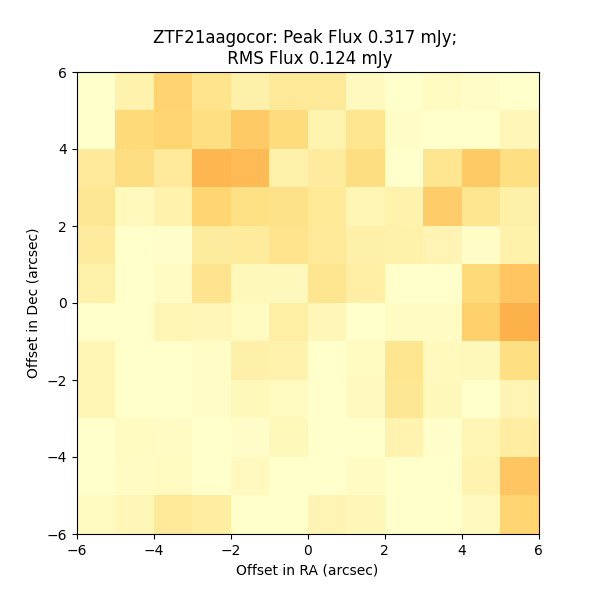 ZTF21aagocor: Peak Flux 0.317 mJy;
RMS Flux 0.124 mJy
6
4
2
0
−2
−4
−6
Offset in Dec (arcsec)
−6 −4 −2 0 2 4 6
Offset in RA (arcsec)